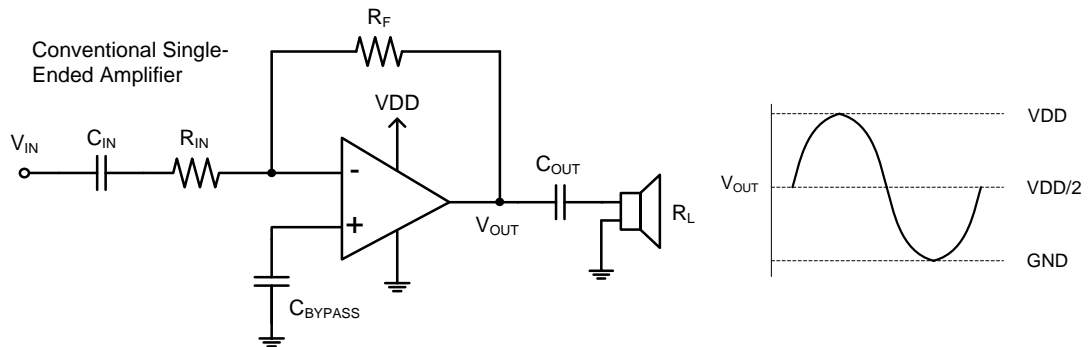 Conventional Single-
Ended Amplifier
RF
VDD
VIN
CIN
RIN
-
+
COUT
VOUT
RL
CBYPASS
VDD
VOUT
VDD/2
GND